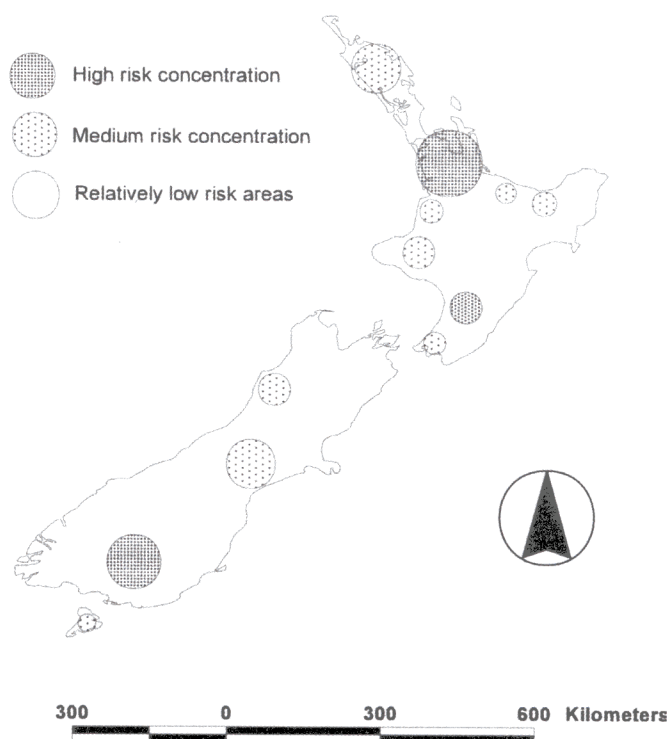 High risk concentration
Medium risk concentration
Relatively low risk areas
300 0 300 600 Kilometers